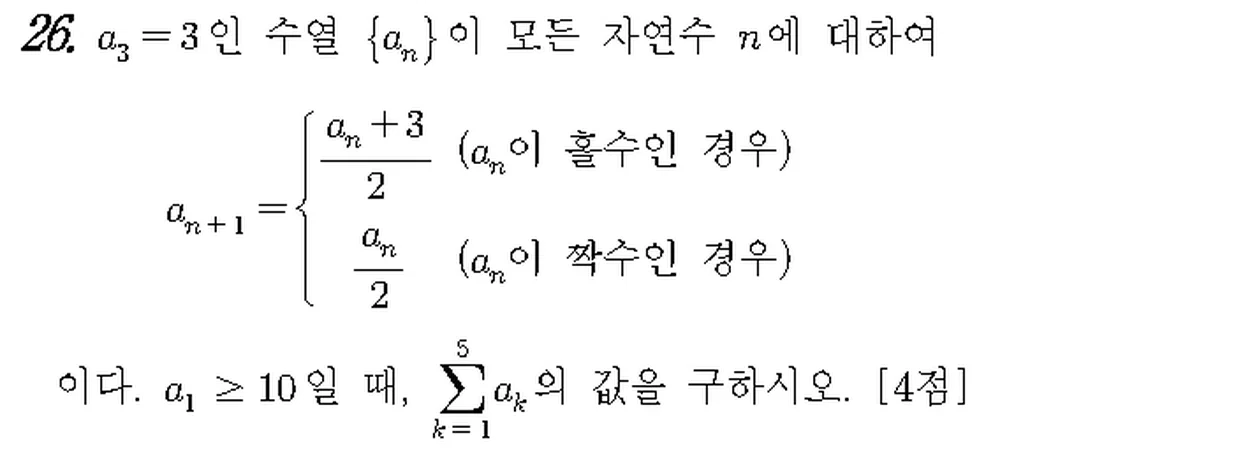 26. a₃ = 3인 수열 {aₙ}이 모든 자연수 n에 대하여
aₙ₊₁ = { (aₙ + 3)/2 (aₙ이 홀수인 경우)
aₙ/2 (aₙ이 짝수인 경우)
이다. a₁ ≥ 10일 때, ∑_{k=1}^{5} aₖ의 값을 구하시오. [4점]